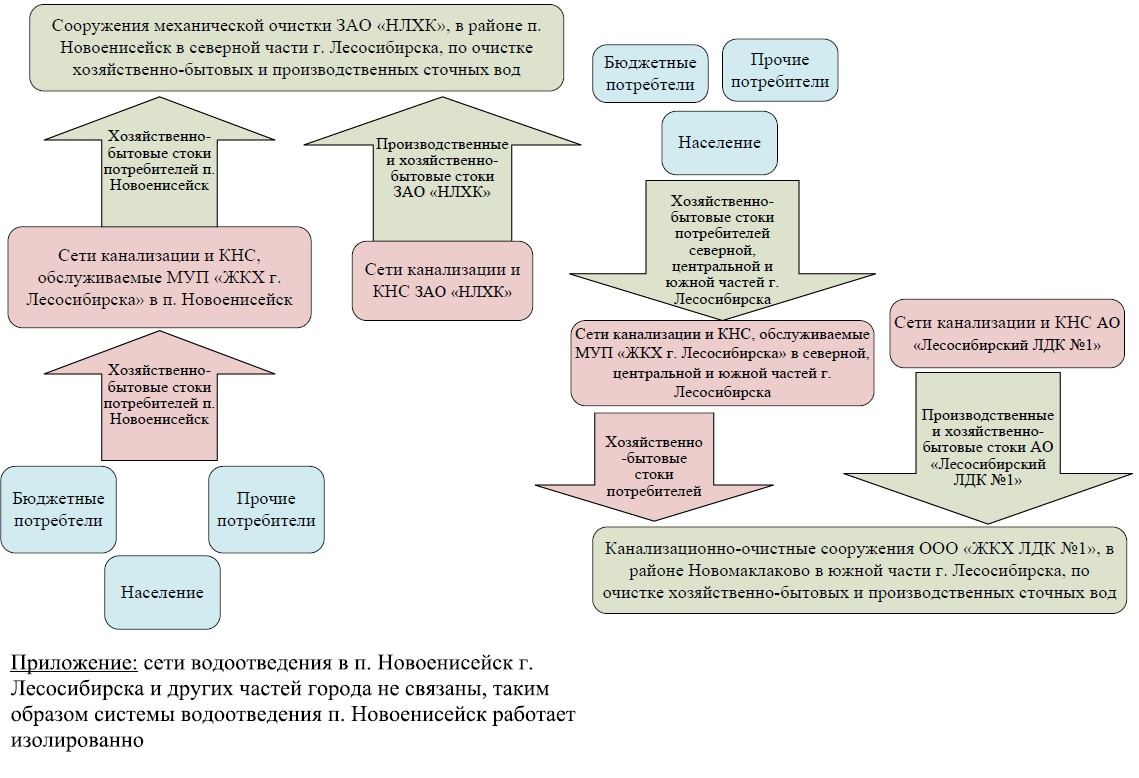 Сооружения механической очистки ЗАО «НЛХК», в районе п.
Новоенисейск в северной части г. Лесосибирска, по очистке
хозяйственно-бытовых и производственных сточных вод
Хозяйственно-
бытовые стоки
потребителей п.
Новоенисейск
Производственные
и хозяйственно-
бытовые стоки
ЗАО «НЛХК»
Сети канализации и КНС,
обслуживаемые МУП «ЖКХ г.
Лесосибирска» в п. Новоенисейск
Сети канализации и
КНС ЗАО «НЛХК»
Хозяйственно-
бытовые стоки
потребителей п.
Новоенисейск
Бюджетные
потребтели
Прочие
потребители
Население
Бюджетные
потребтели
Прочие
потребители
Население
Хозяйственно-
бытовые стоки
потребителей
северной,
центральной и
южной частей г.
Лесосибирска
Сети канализации и КНС, обслуживаемые
МУП «ЖКХ г. Лесосибирска» в северной,
центральной и южной частей г.
Лесосибирска
Сети канализации и КНС АО
«Лесосибирский ЛДК №1»
Хозяйственно
-бытовые
стоки
потребителей
Производственные
и хозяйственно-
бытовые стоки АО
«Лесосибирский
ЛДК №1»
Канализационно-очистные сооружения ООО «ЖКХ ЛДК №1», в
районе Новомаклаково в южной части г. Лесосибирска, по
очистке хозяйственно-бытовых и производственных сточных вод
Приложение: сети водоотведения в п. Новоенисейск г.
Лесосибирска и других частей города не связаны, таким
образом системы водоотведения п. Новоенисейск работает
изолированно